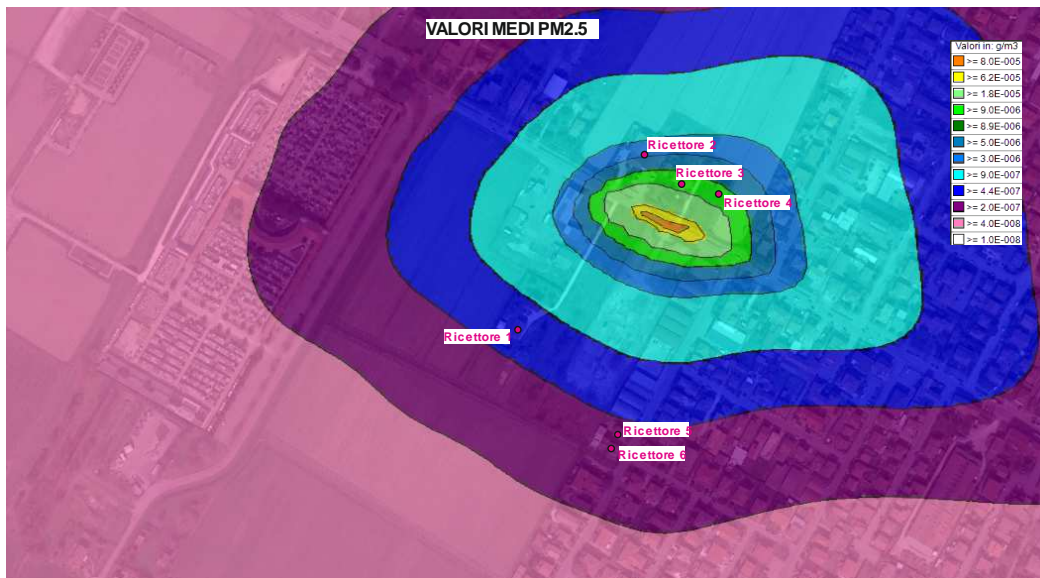 VALORI MEDI PM2.5
Valori in: g/m3
>= 8.0E-005
>= 6.2E-005
>= 1.8E-005
>= 9.0E-006
>= 8.9E-006
>= 5.0E-006
>= 3.0E-006
>= 9.0E-007
>= 4.4E-007
>= 2.0E-007
>= 4.0E-008
>= 1.0E-008
Ricettore 2
Ricettore 3
Ricettore 4
Ricettore 1
Ricettore 5
Ricettore 6